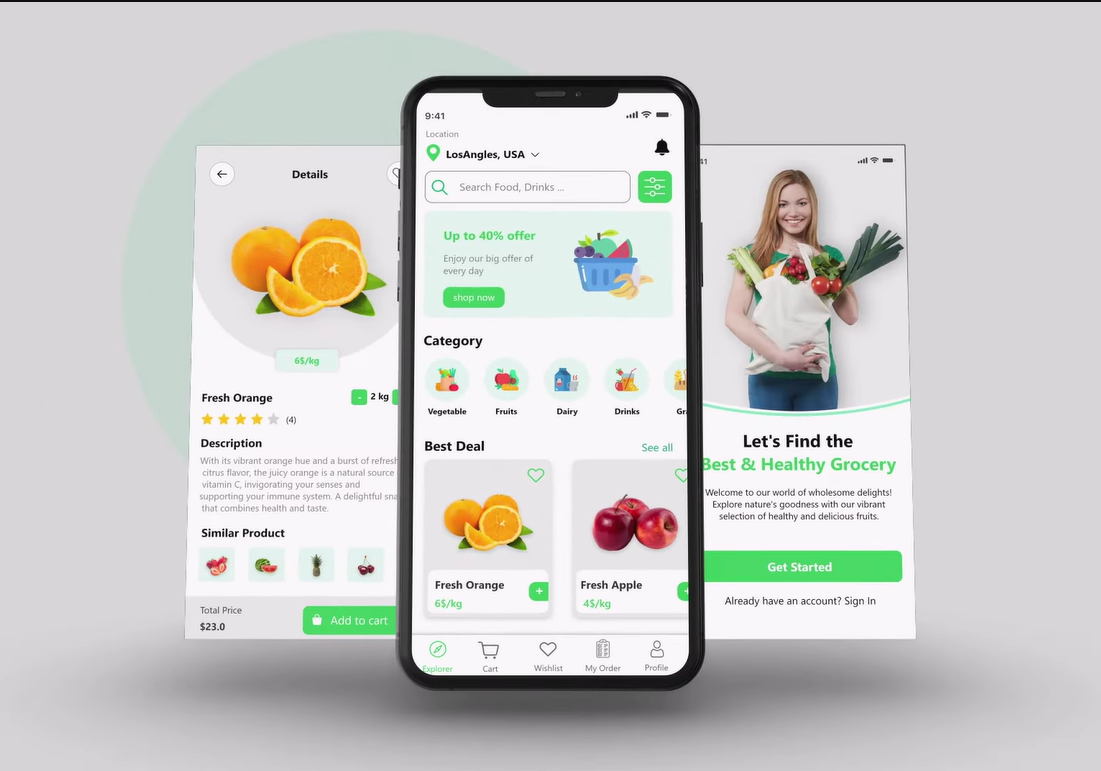 Details
6$/kg
Fresh Orange
- 2 kg
(4)
Description
With its vibrant orange hue and a burst of refresh
citrus flavor, the juicy orange is a natural source
vitamin C, invigorating your senses and
supporting your immune system. A delightful sna
that combines health and taste.
Similar Product
Total Price
$23.0
Add to cart
9:41
Location
LosAngles, USA
Search Food, Drinks ...
Up to 40% offer
Enjoy our big offer of
every day
shop now
Category
Vegetable Fruits Dairy Drinks Gr
Best Deal See all
Fresh Orange
6$/kg
+
Fresh Apple
4$/kg
Explorer Cart Wishlist My Order Profile
41
Let's Find the
Best & Healthy Grocery
Welcome to our world of wholesome delights!
Explore nature's goodness with our vibrant
selection of healthy and delicious fruits.
Get Started
Already have an account? Sign In